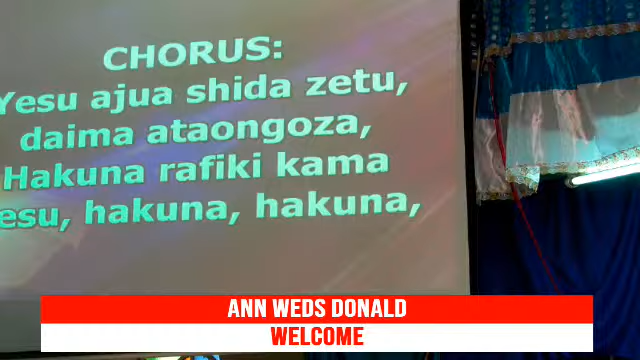 CHORUS:
Yesu ajua shida zetu,
daima ataongoza,
Hakuna rafiki kama
esu, hakuna, hakuna,
ANN WEDS DONALD
WELCOME